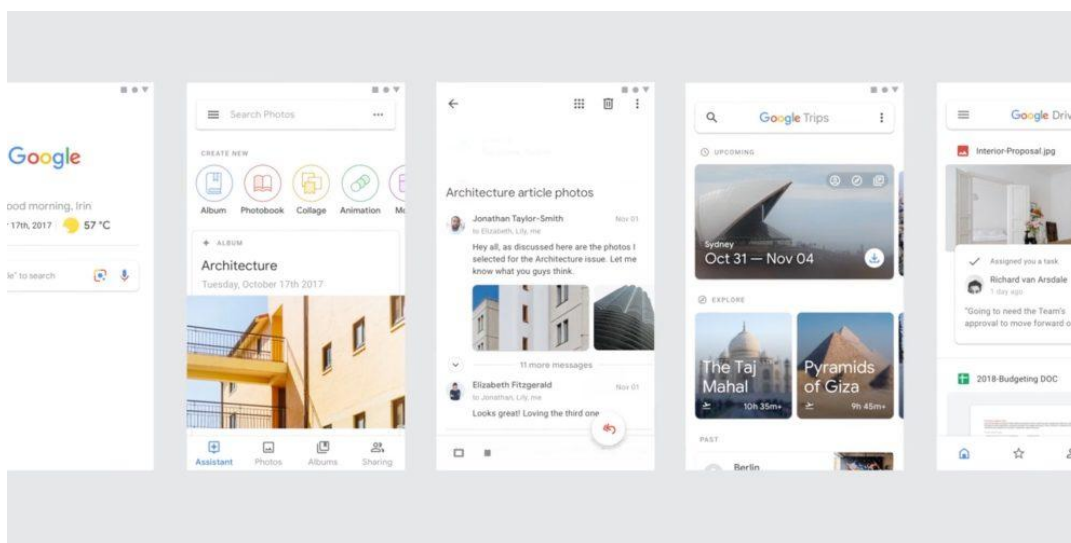 Google
ood morning, Irin
17th, 2017 57 °C
le" to search
Search Photos
CREATE NEW
Album Photobook Collage Animation Mo
+ ALBUM
Architecture
Tuesday, October 17th 2017
Assistant Photos Albums Sharing
Architecture article photos
Jonathan Taylor-Smith Nov 01
to Elizabeth, Lily, me
Hey all, as discussed here are the photos I
selected for the Architecture issue. Let me
know what you guys think.
11 more messages
Elizabeth Fitzgerald Nov 01
to Jonathan, Lily, me
Looks great! Loving the third one
Google Trips
UPCOMING
Sydney
Oct 31 — Nov 04
EXPLORE
The Taj
Mahal
10h 35m+
Pyramids
of Giza
9h 45m+
PAST
Berlin
Google Driv
Interior-Proposal.jpg
Assigned you a task
Richard van Arsdale
1 day ago
"Going to need the Team's
approval to move forward o
2018-Budgeting DOC